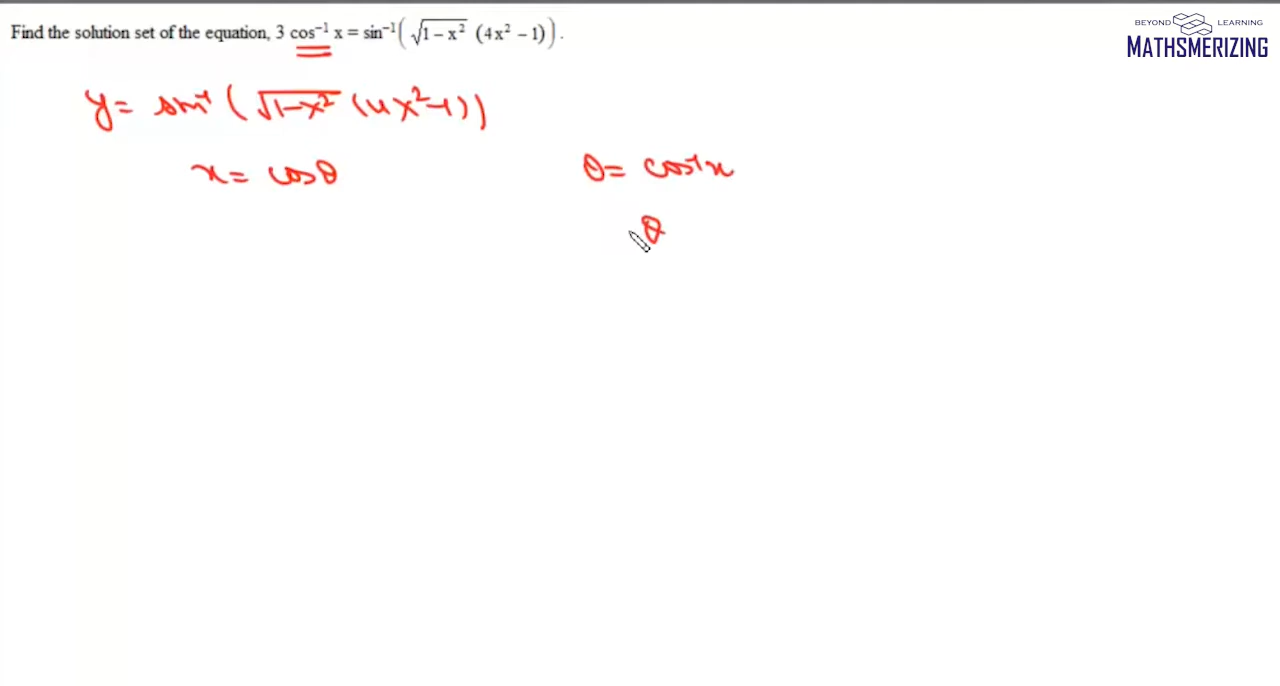 Find the solution set of the equation, 3 cos⁻¹ x = sin⁻¹(√(1 – x²) (4x² – 1)) .
BEYOND LEARNING
MATHSMERIZING
y = sin⁻¹ (√(1-x²) (4x²-1))
x = cosθ
θ = cos⁻¹x
θ